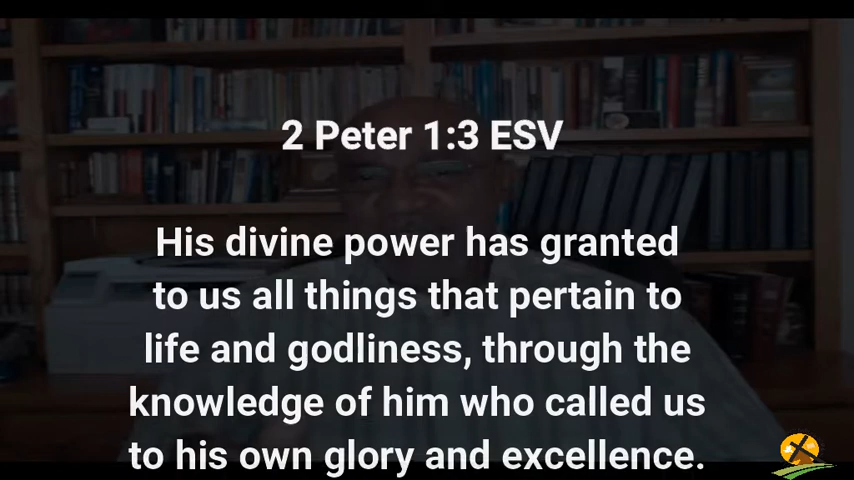 2 Peter 1:3 ESV
His divine power has granted
to us all things that pertain to
life and godliness, through the
knowledge of him who called us
to his own glory and excellence.